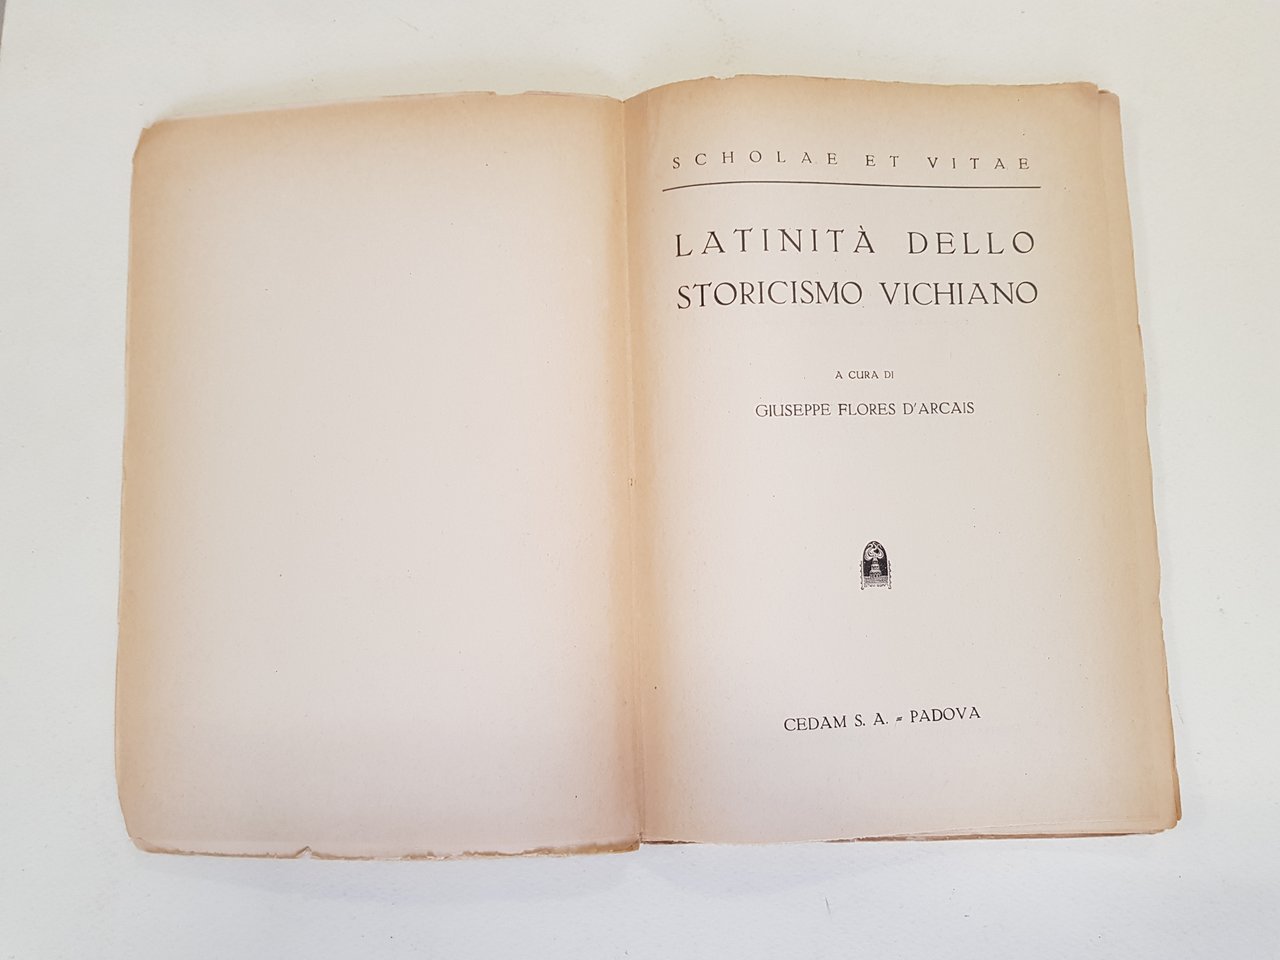 SCHOLAE ET VITAE
LATINITÀ DELLO
STORICISMO VICHIANO
A CURA DI
GIUSEPPE FLORES D'ARCAIS
CEDAM S. A. = PADOVA